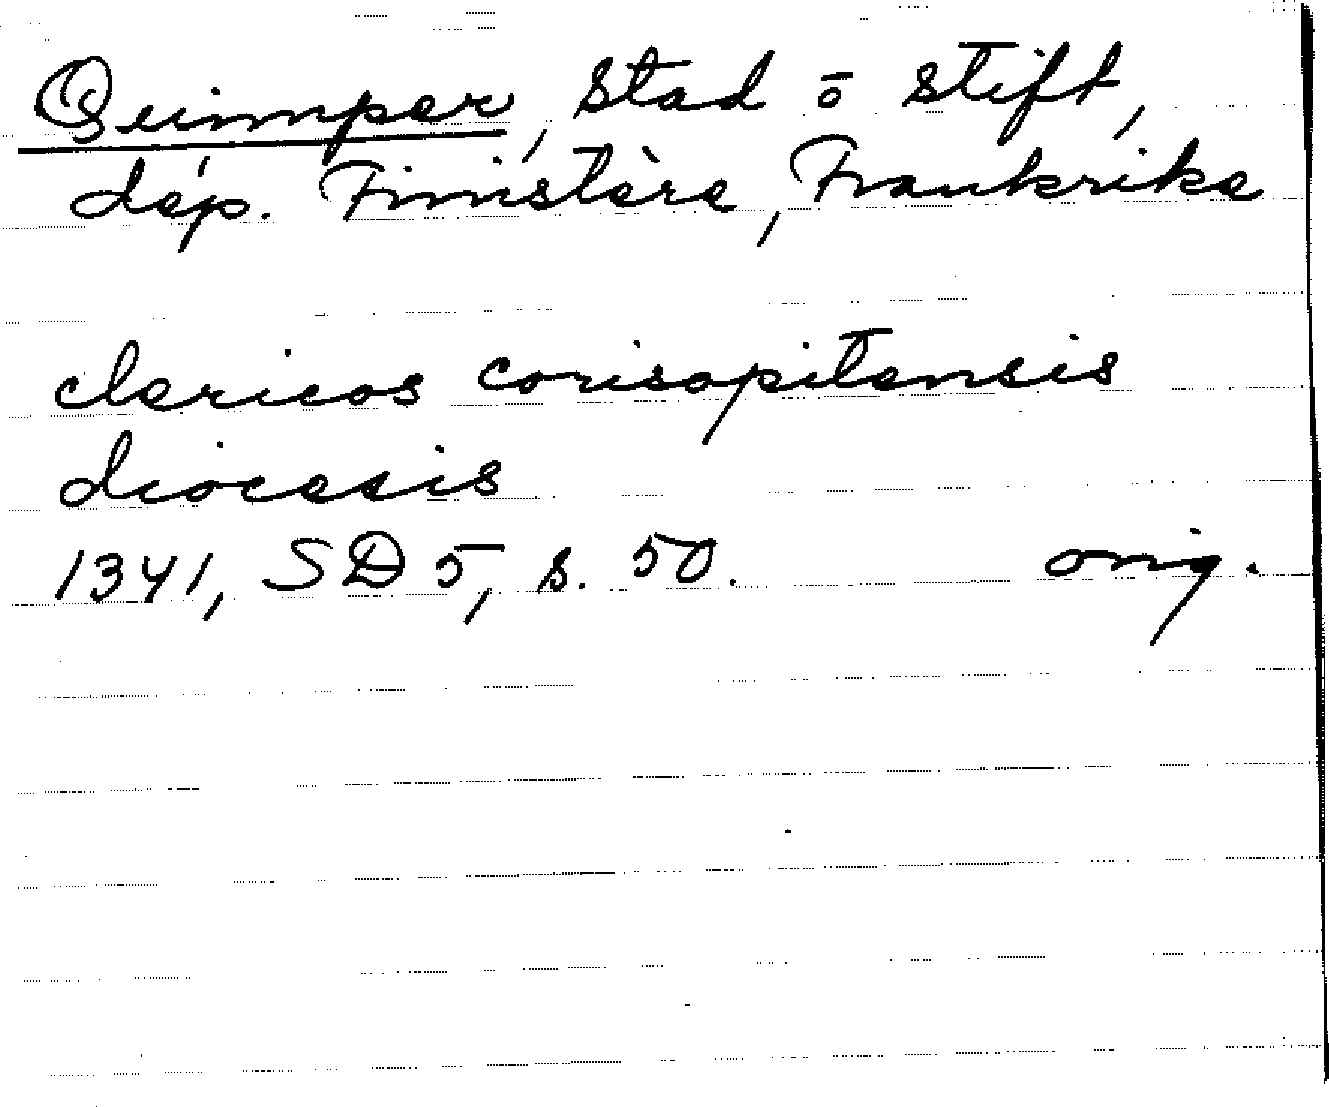 Quimper, Stad ō Stift,
dép. Finistère, Frankrike
clericos corisopitensis
diocesis
1341, SD 5, s. 50. orig.